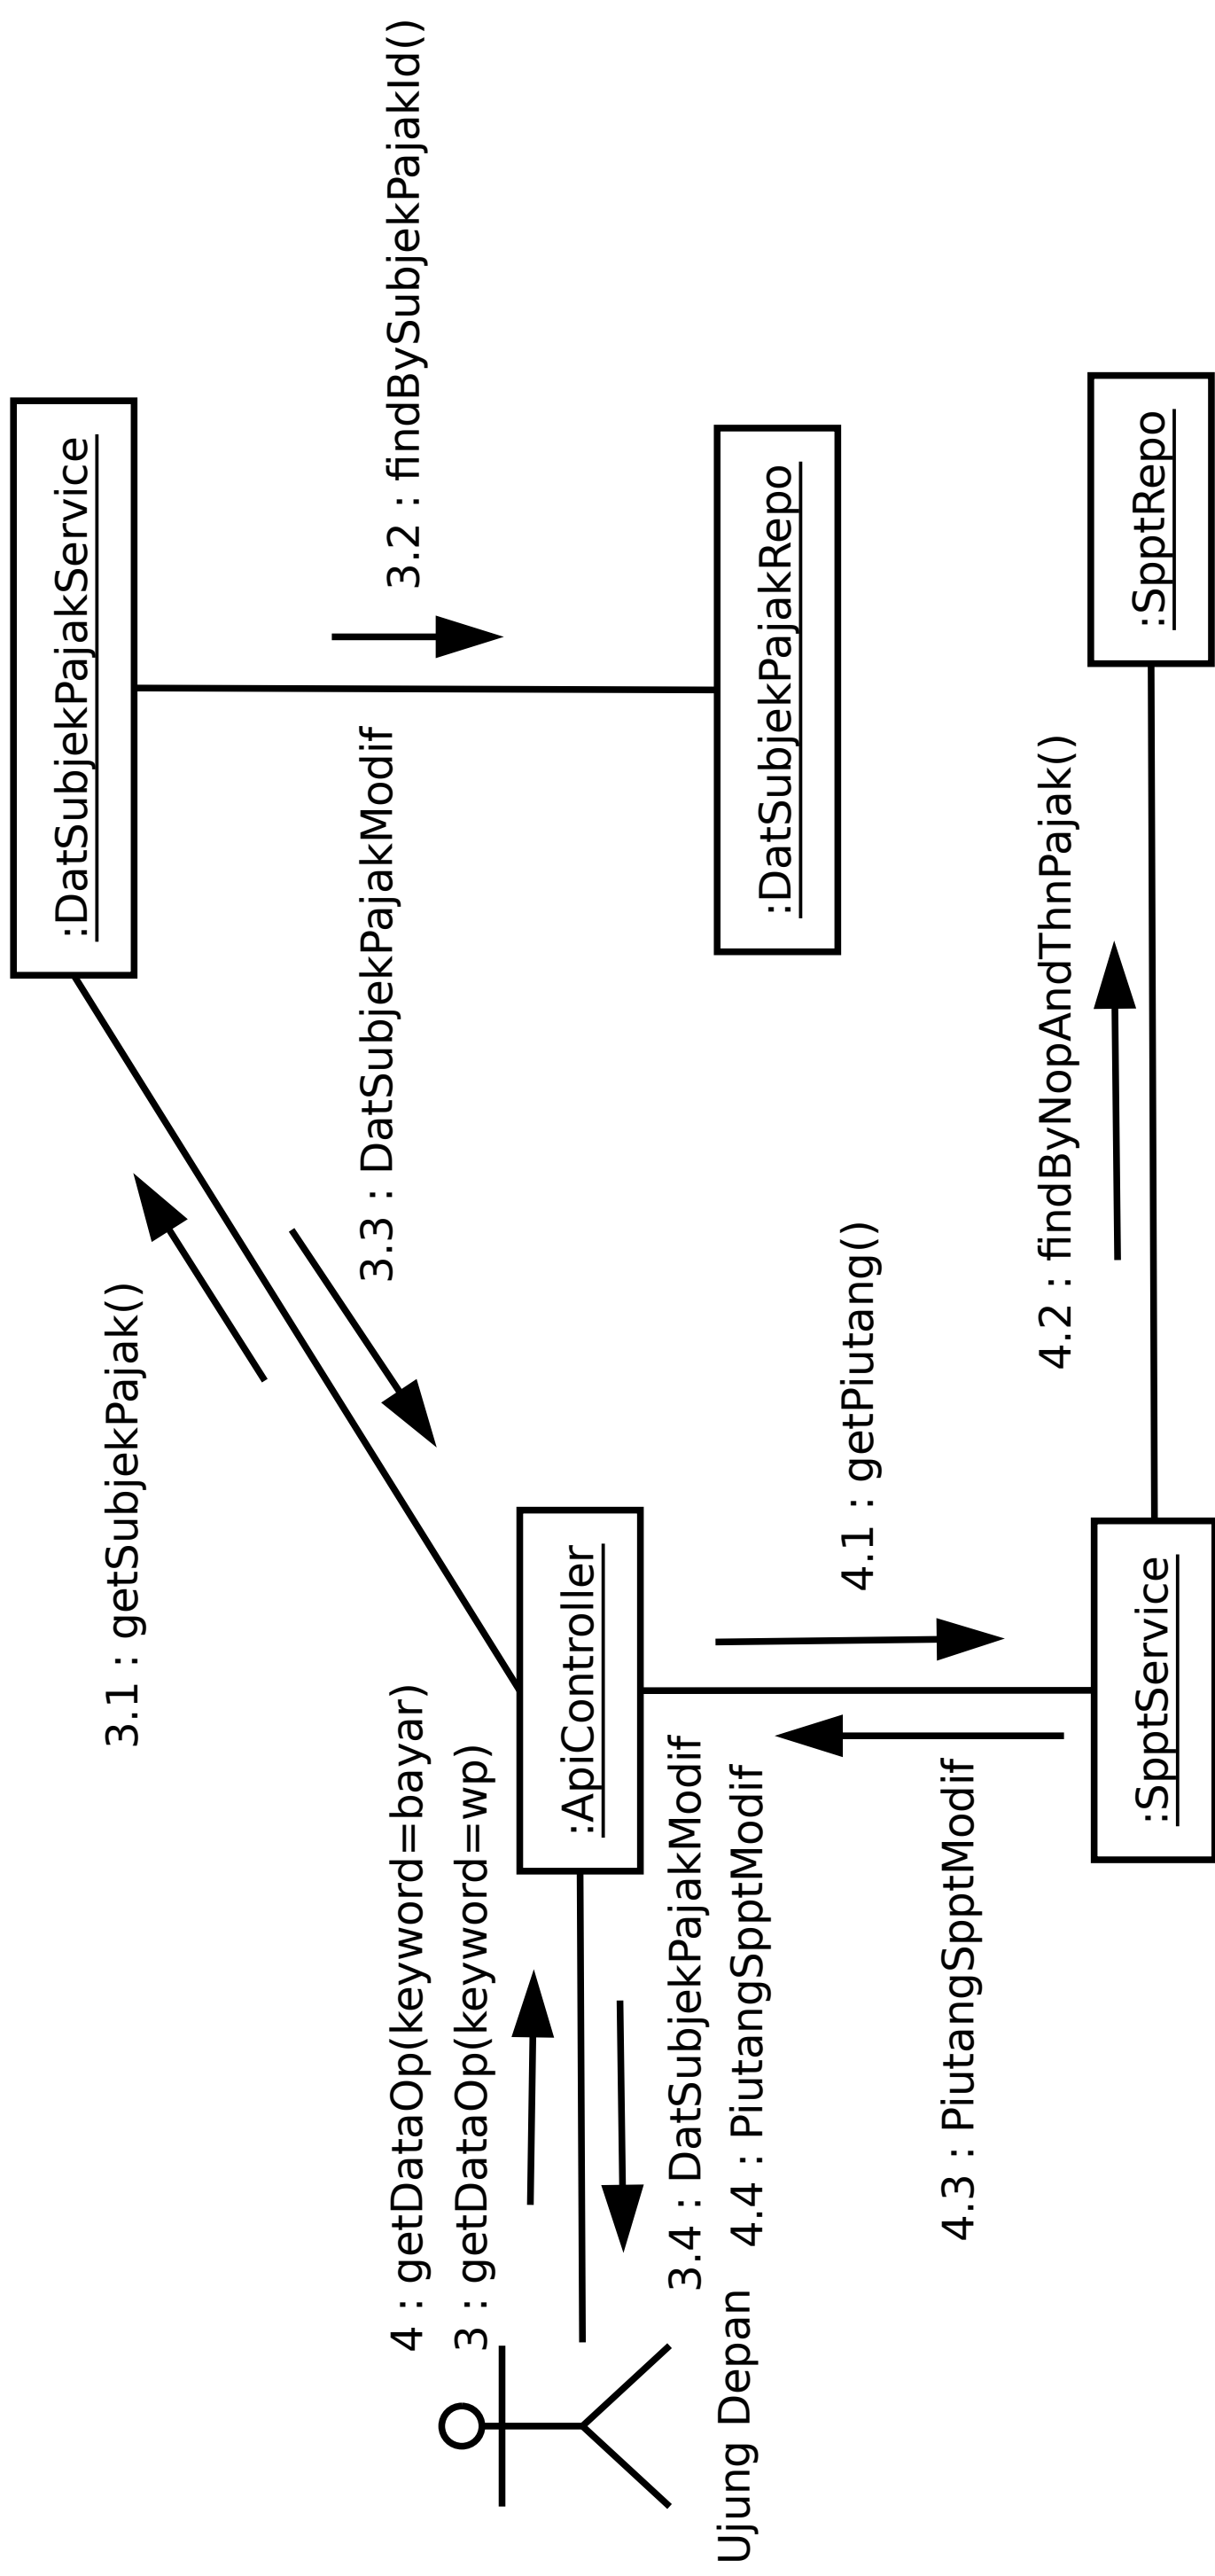 :DatSubjekPajakService
3.1 : getSubjekPajak()
3.2 : findBySubjekPajakId()
3.3 : DatSubjekPajakModif
4 : getDataOp(keyword=bayar)
3 : getDataOp(keyword=wp)
:ApiController
:DatSubjekPajakRepo
3.4 : DatSubjekPajakModif
4.4 : PiutangSpptModif
Ujung Depan
4.1 : getPiutang()
4.3 : PiutangSpptModif
4.2 : findByNopAndThnPajak()
:SpptService
:SpptRepo